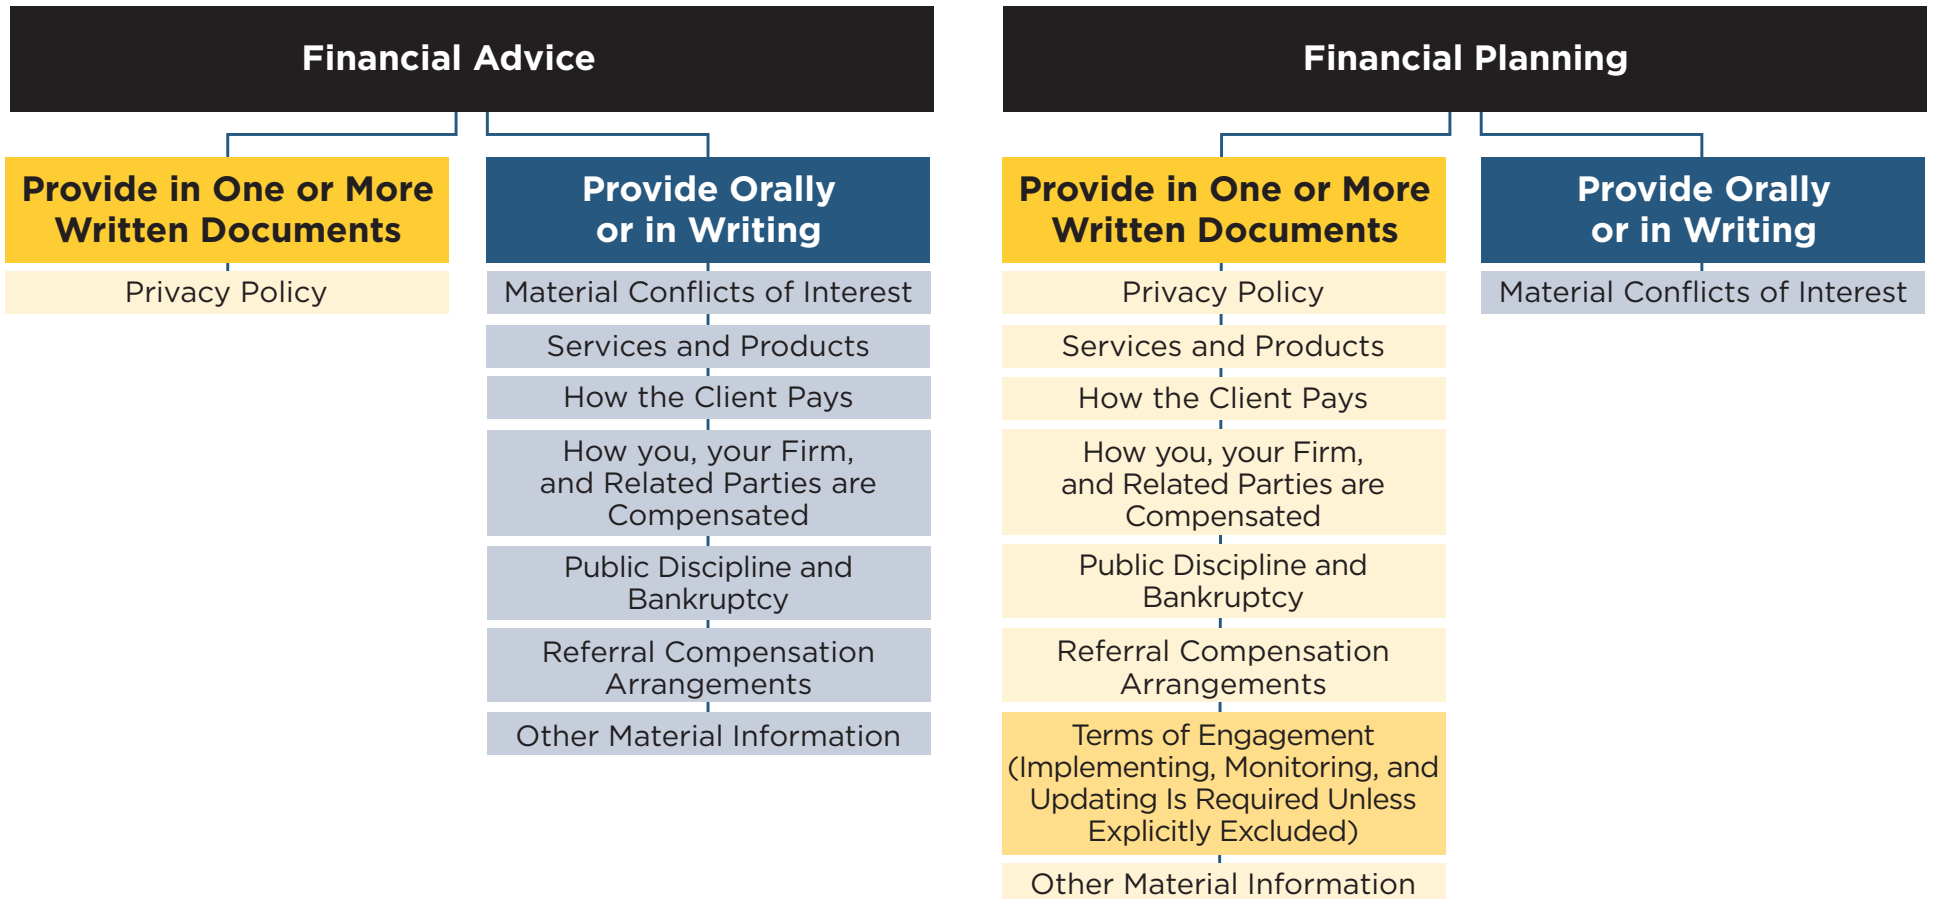 Financial Advice
Provide in One or More
Written Documents
Privacy Policy
Provide Orally
or in Writing
Material Conflicts of Interest
Services and Products
How the Client Pays
How you, your Firm,
and Related Parties are
Compensated
Public Discipline and
Bankruptcy
Referral Compensation
Arrangements
Other Material Information
Financial Planning
Provide in One or More
Written Documents
Privacy Policy
Services and Products
How the Client Pays
How you, your Firm,
and Related Parties are
Compensated
Public Discipline and
Bankruptcy
Referral Compensation
Arrangements
Terms of Engagement
(Implementing, Monitoring, and
Updating Is Required Unless
Explicitly Excluded)
Other Material Information
Provide Orally
or in Writing
Material Conflicts of Interest